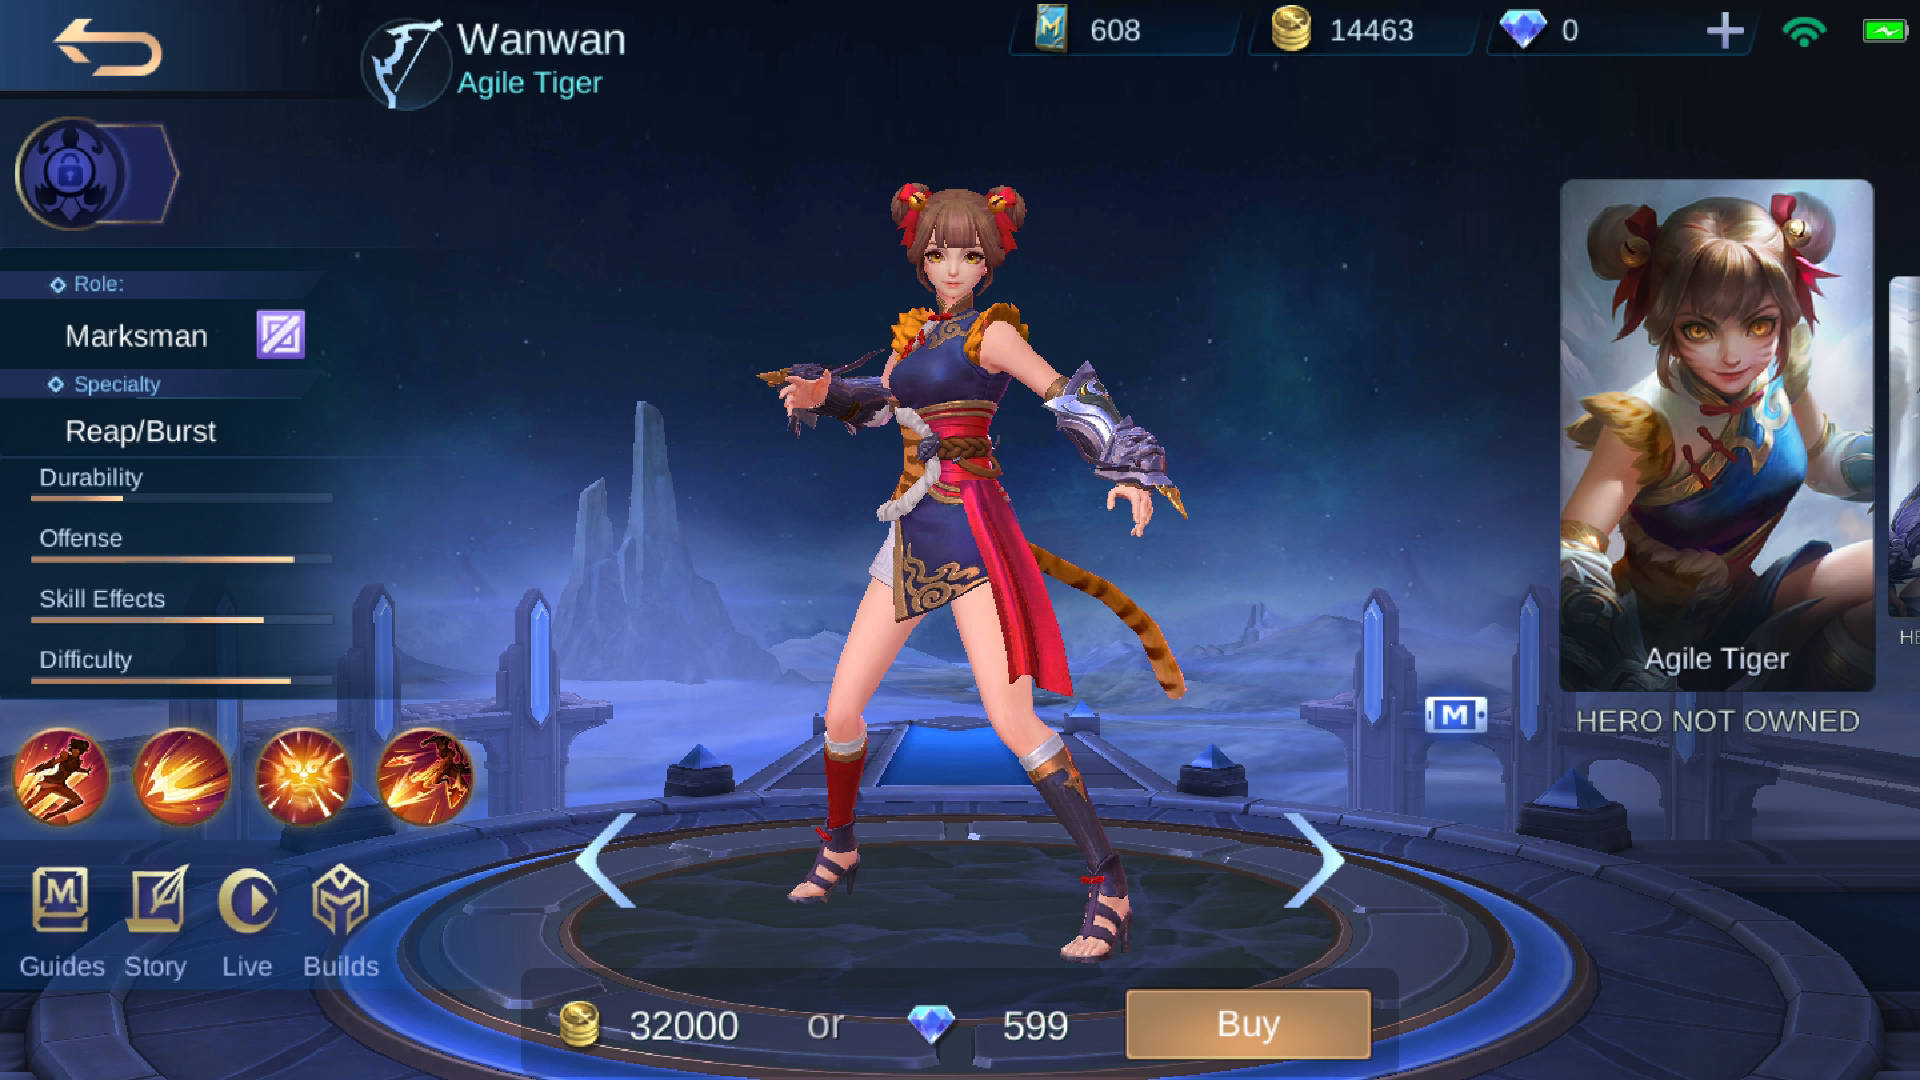 Wanwan
Agile Tiger
608
14463
0
Role:
Marksman
Specialty
Reap/Burst
Durability
Offense
Skill Effects
Difficulty
Guides
Story
Live
Builds
M
M
M
Agile Tiger
HERO NOT OWNED
HE
32000
or
599
Buy